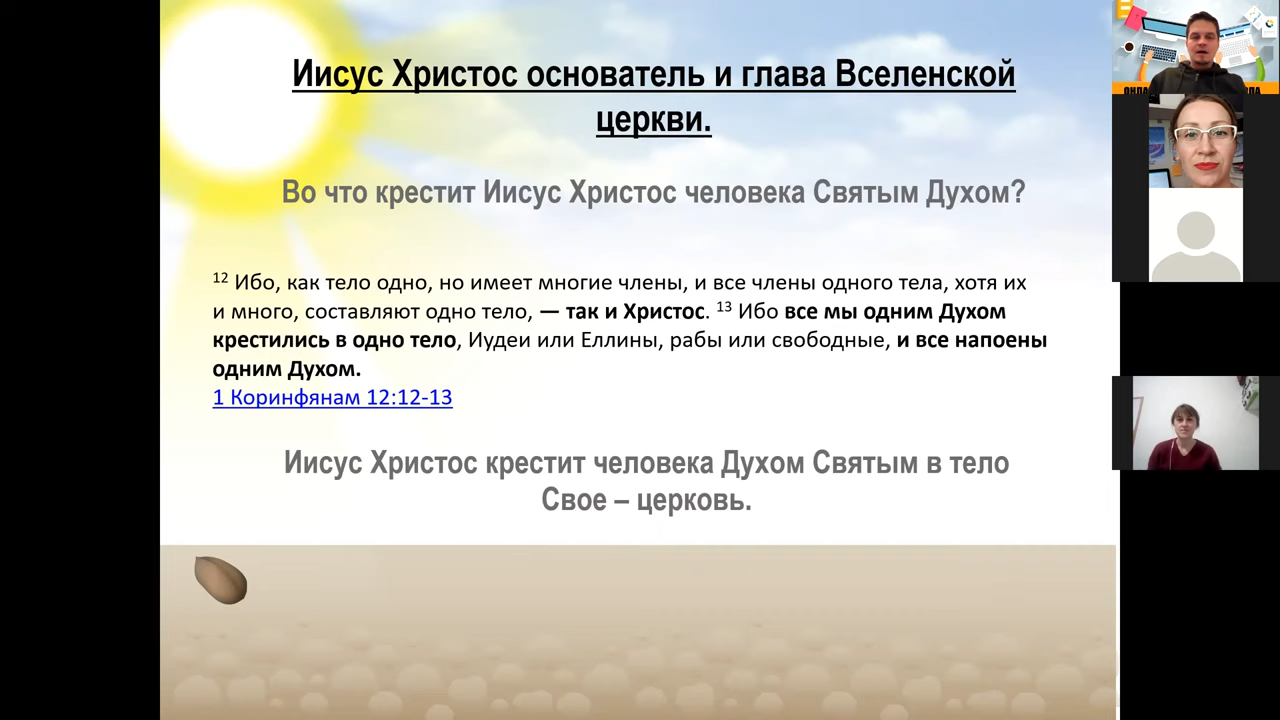 Иисус Христос основатель и глава Вселенской
церкви.
Во что крестит Иисус Христос человека Святым Духом?
12 Ибо, как тело одно, но имеет многие члены, и все члены одного тела, хотя их
и много, составляют одно тело, — так и Христос. 13 Ибо все мы одним Духом
крестились в одно тело, Иудеи или Еллины, рабы или свободные, и все напоены
одним Духом.
1 Коринфянам 12:12-13
Иисус Христос крестит человека Духом Святым в тело
Свое – церковь.